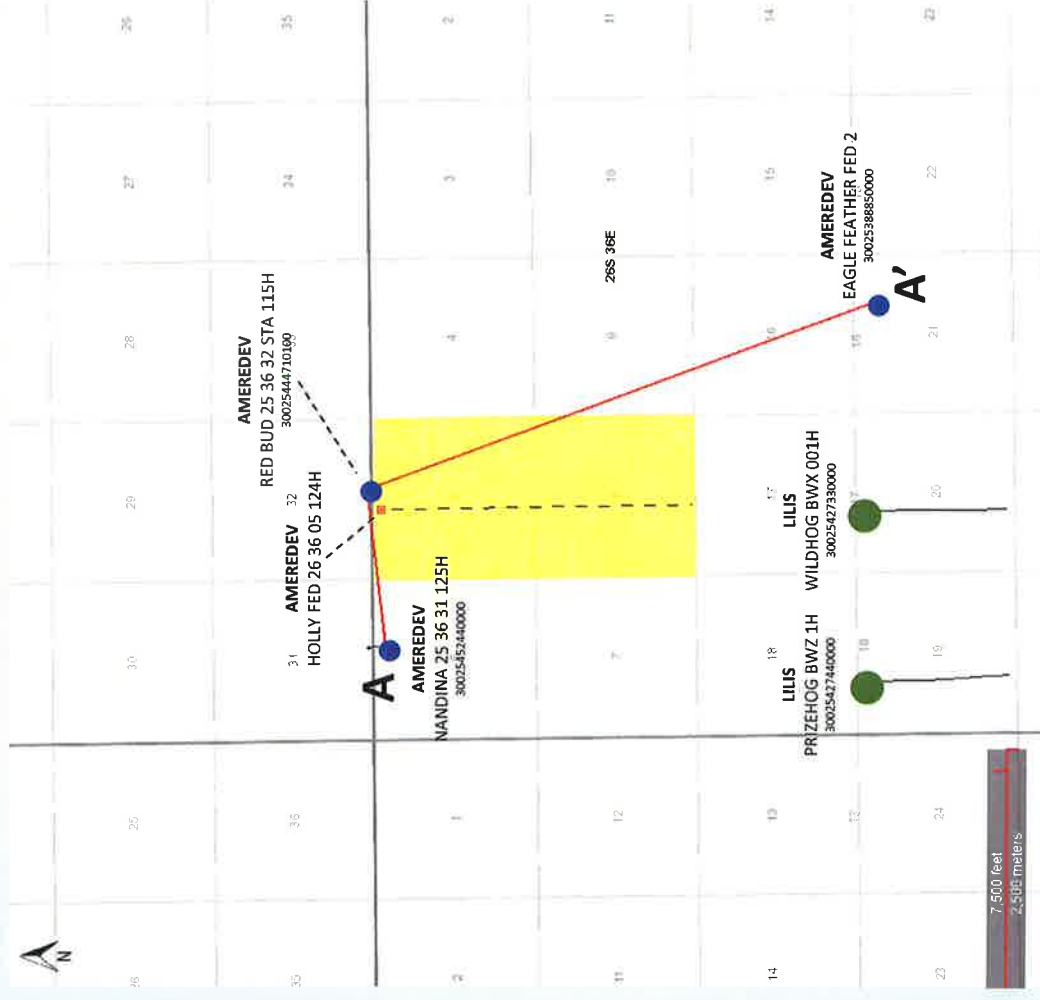 N
26 25 30 29 28 27 26
AMEREDEV
RED BUD 25 36 32 STA 115H
30025444710100
35 36 31 32 34 35
AMEREDEV
HOLLY FED 26 36 05 124H
A
AMEREDEV
NANDINA 25 36 31 125H
30025452440000
2 1 4 3 2
11 12 7 9 10 11
26S 36E
14 13 18 17 16 15 14
LILIS
PRIZEHOG BWZ 1H
30025427440000
LILIS
WILDHOG BWX 001H
30025427330000
AMEREDEV
EAGLE FEATHER FED 2
30025388850000
A'
18
23 24 19 20 21 22 23
7,500 feet
2,500 meters